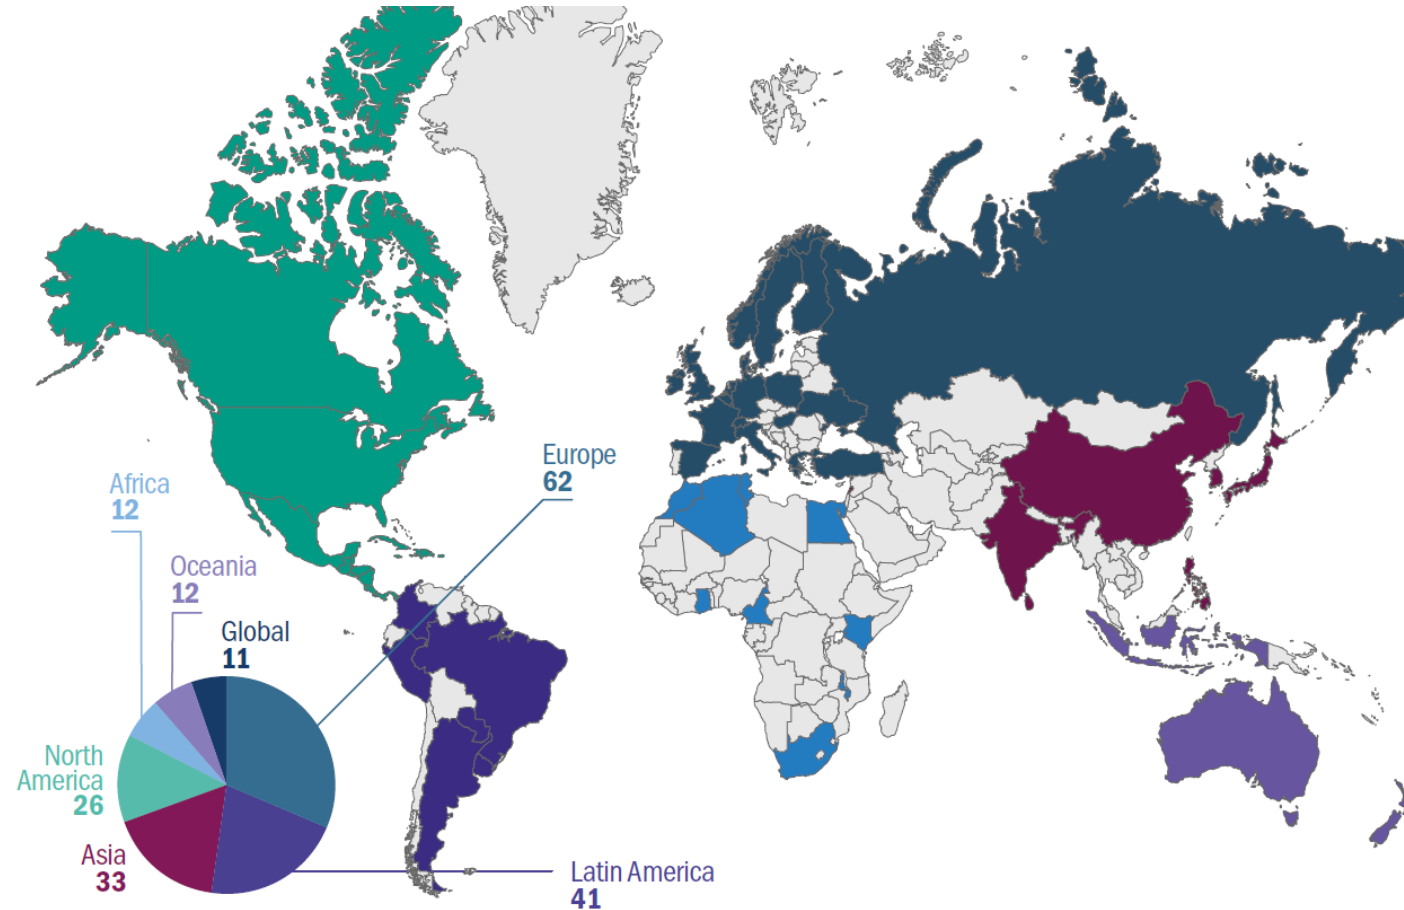 Europe
62
Africa
12
Oceania
12
Global
11
North
America
26
Asia
33
Latin America
41